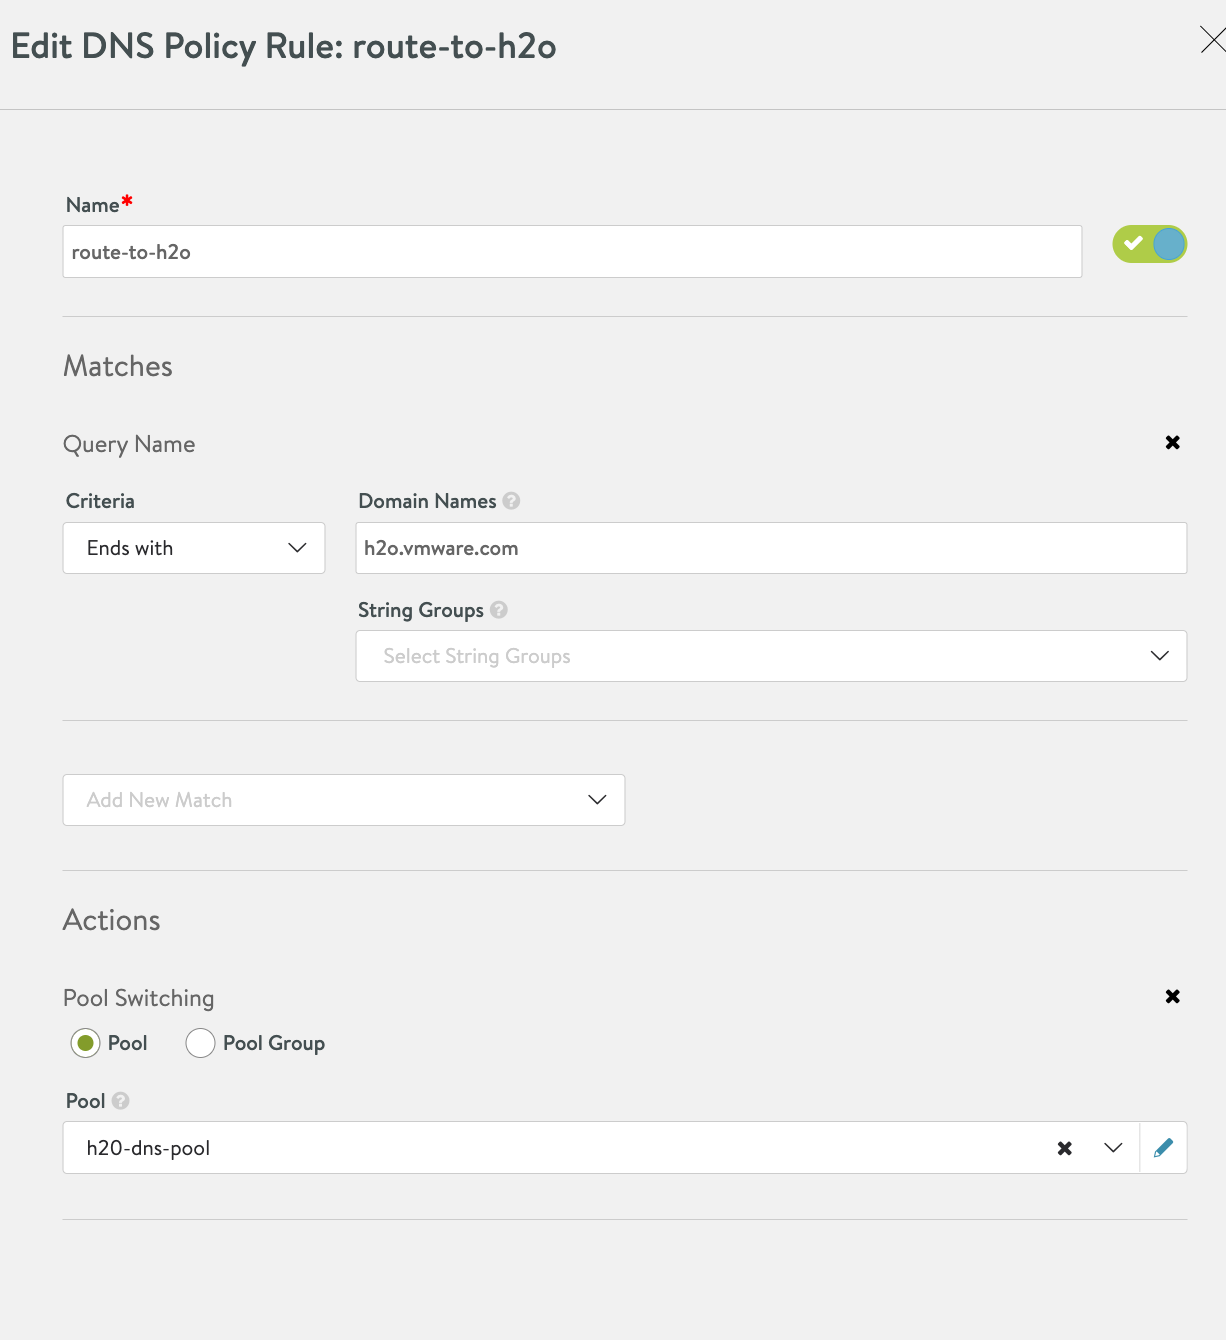 Edit DNS Policy Rule: route-to-h2o
Name*
route-to-h2o
Matches
Query Name
Criteria
Domain Names ?
Ends with
h2o.vmware.com
String Groups ?
Select String Groups
Add New Match
Actions
Pool Switching
Pool
Pool Group
Pool ?
h20-dns-pool